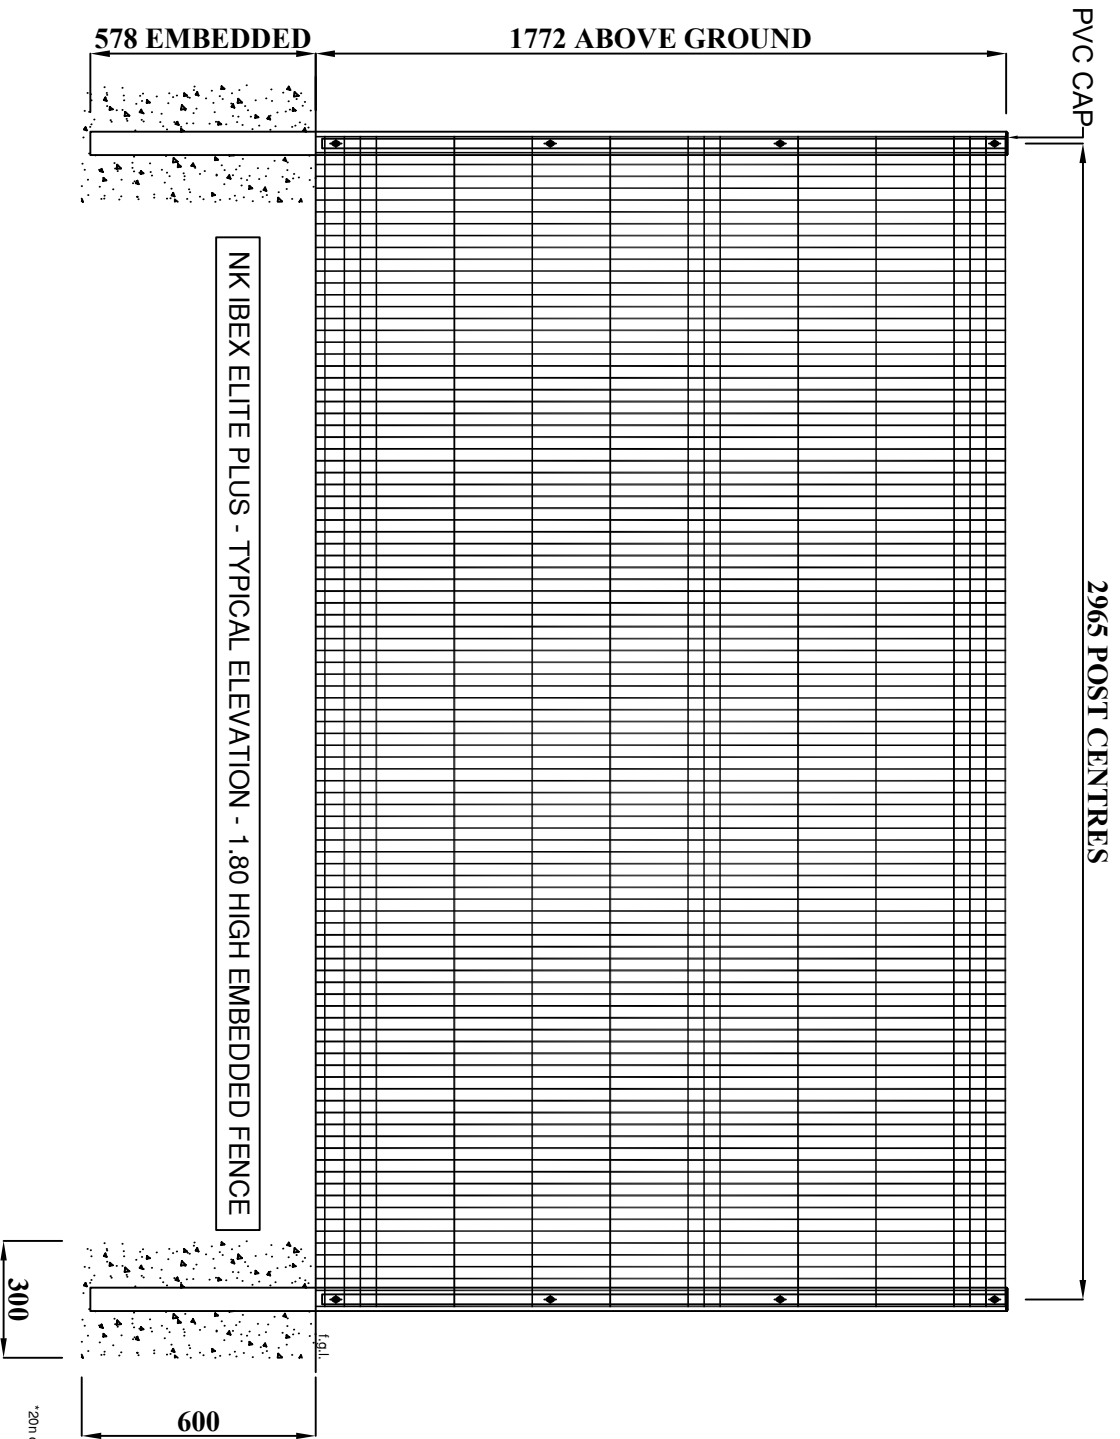 PVC CAP
2965 POST CENTRES
578 EMBEDDED
1772 ABOVE GROUND
NK IBEX ELITE PLUS - TYPICAL ELEVATION - 1.80 HIGH EMBEDDED FENCE
f.g.l.
300
600
*20n